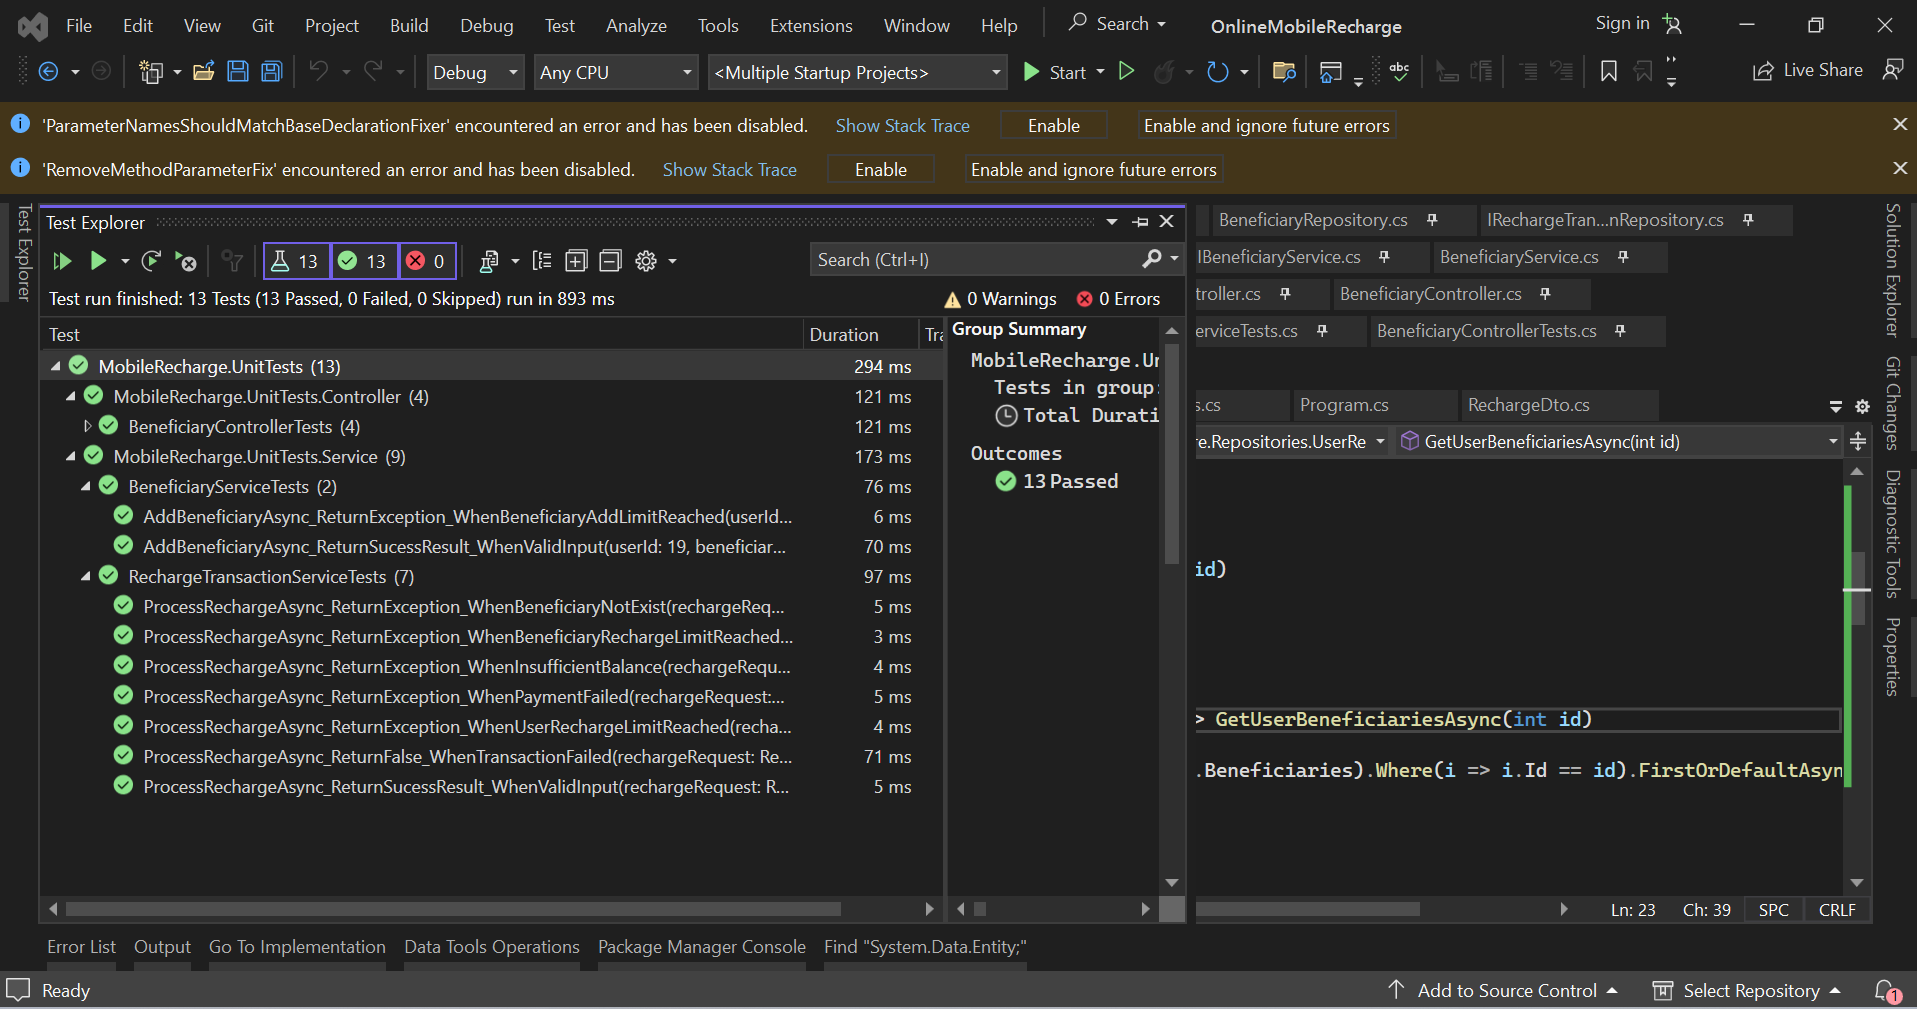 File Edit View Git Project Build Debug Test Analyze Tools Extensions Window Help Search OnlineMobileRecharge Sign in
Debug Any CPU <Multiple Startup Projects> Start Live Share
'ParameterNamesShouldMatchBaseDeclarationFixer' encountered an error and has been disabled. Show Stack Trace Enable Enable and ignore future errors
'RemoveMethodParameterFix' encountered an error and has been disabled. Show Stack Trace Enable Enable and ignore future errors
Test Explorer
Test Explorer
13 13 0 Search (Ctrl+I)
Test run finished: 13 Tests (13 Passed, 0 Failed, 0 Skipped) run in 893 ms 0 Warnings 0 Errors
Test Duration Tra
MobileRecharge.UnitTests (13) 294 ms
MobileRecharge.UnitTests.Controller (4) 121 ms
BeneficiaryControllerTests (4) 121 ms
MobileRecharge.UnitTests.Service (9) 173 ms
BeneficiaryServiceTests (2) 76 ms
AddBeneficiaryAsync_ReturnException_WhenBeneficiaryAddLimitReached(userId... 6 ms
AddBeneficiaryAsync_ReturnSucessResult_WhenValidInput(userId: 19, beneficiar... 70 ms
RechargeTransactionServiceTests (7) 97 ms
ProcessRechargeAsync_ReturnException_WhenBeneficiaryNotExist(rechargeReq... 5 ms
ProcessRechargeAsync_ReturnException_WhenBeneficiaryRechargeLimitReached... 3 ms
ProcessRechargeAsync_ReturnException_WhenInsufficientBalance(rechargeRequ... 4 ms
ProcessRechargeAsync_ReturnException_WhenPaymentFailed(rechargeRequest:... 5 ms
ProcessRechargeAsync_ReturnException_WhenUserRechargeLimitReached(recha... 4 ms
ProcessRechargeAsync_ReturnFalse_WhenTransactionFailed(rechargeRequest: Re... 71 ms
ProcessRechargeAsync_ReturnSucessResult_WhenValidInput(rechargeRequest: R... 5 ms
Group Summary
MobileRecharge.Un
Tests in group:
Total Durati
Outcomes
13 Passed
BeneficiaryRepository.cs IRechargeTran...nRepository.cs
IBeneficiaryService.cs BeneficiaryService.cs
troller.cs BeneficiaryController.cs
erviceTests.cs BeneficiaryControllerTests.cs
s.cs Program.cs RechargeDto.cs
re.Repositories.UserRe GetUserBeneficiariesAsync(int id)
id)
> GetUserBeneficiariesAsync(int id)
.Beneficiaries).Where(i => i.Id == id).FirstOrDefaultAsyn
Ln: 23 Ch: 39 SPC CRLF
Solution Explorer
Git Changes
Diagnostic Tools
Properties
Error List Output Go To Implementation Data Tools Operations Package Manager Console Find "System.Data.Entity;"
Ready Add to Source Control Select Repository 1